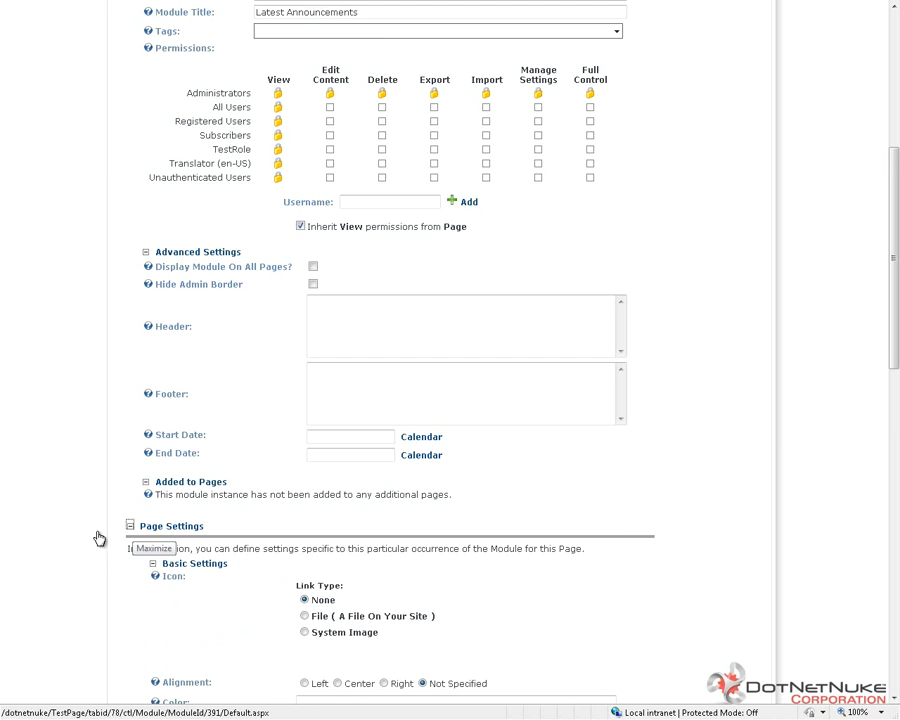 Module Title: Latest Announcements
Tags:
Permissions:
View Edit Content Delete Export Import Manage Settings Full Control
Administrators
All Users
Registered Users
Subscribers
TestRole
Translator (en-US)
Unauthenticated Users
Username: Add
Inherit View permissions from Page
Advanced Settings
Display Module On All Pages?
Hide Admin Border
Header:
Footer:
Start Date: Calendar
End Date: Calendar
Added to Pages
This module instance has not been added to any additional pages.
Page Settings
ion, you can define settings specific to this particular occurrence of the Module for this Page.
Maximize
Basic Settings
Icon:
Link Type:
None
File ( A File On Your Site )
System Image
Alignment: Left Center Right Not Specified
Color:
DotNetNuke
CORPORATION
/dotnetnuke/TestPage/tabid/78/ctl/Module/ModuleId/391/Default.aspx Local intranet | Protected Mode: Off 100%